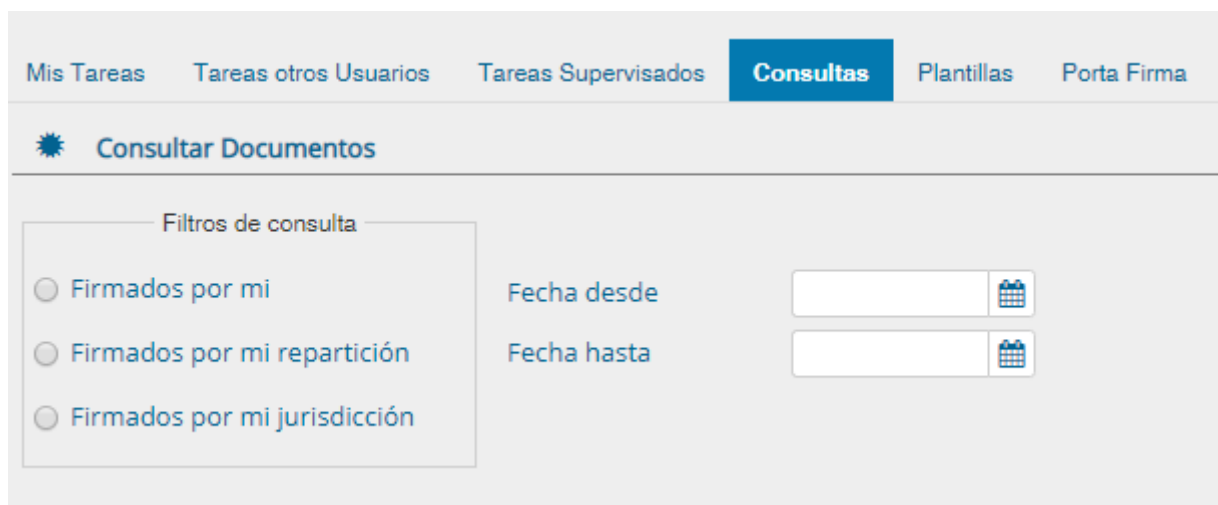 Mis Tareas Tareas otros Usuarios Tareas Supervisados Consultas Plantillas Porta Firma
Consultar Documentos
Filtros de consulta
Firmados por mi
Firmados por mi repartición
Firmados por mi jurisdicción
Fecha desde
Fecha hasta